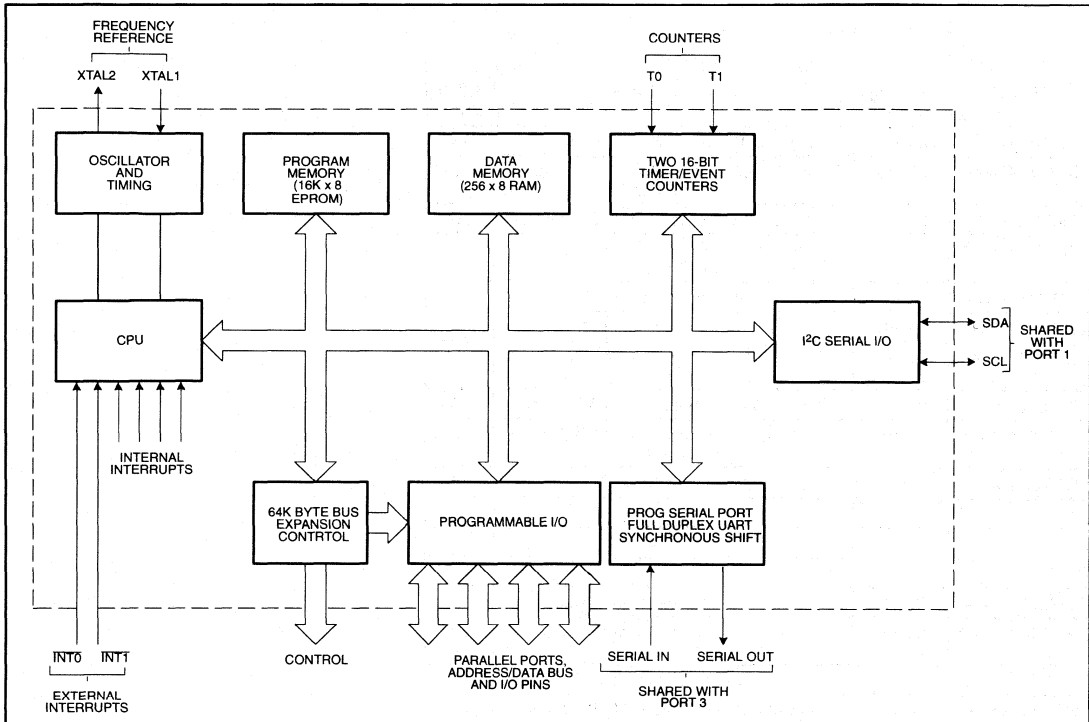 FREQUENCY
REFERENCE
XTAL2
XTAL1
COUNTERS
T0
T1
OSCILLATOR
AND
TIMING
PROGRAM
MEMORY
(16K x 8
EPROM)
DATA
MEMORY
(256 x 8 RAM)
TWO 16-BIT
TIMER/EVENT
COUNTERS
CPU
I²C SERIAL I/O
SDA
SCL
SHARED
WITH
PORT 1
INTERNAL
INTERRUPTS
64K BYTE BUS
EXPANSION
CONTRTOL
PROGRAMMABLE I/O
PROG SERIAL PORT
FULL DUPLEX UART
SYNCHRONOUS SHIFT
INT0
INT1
EXTERNAL
INTERRUPTS
CONTROL
PARALLEL PORTS,
ADDRESS/DATA BUS
AND I/O PINS
SERIAL IN
SERIAL OUT
SHARED WITH
PORT 3